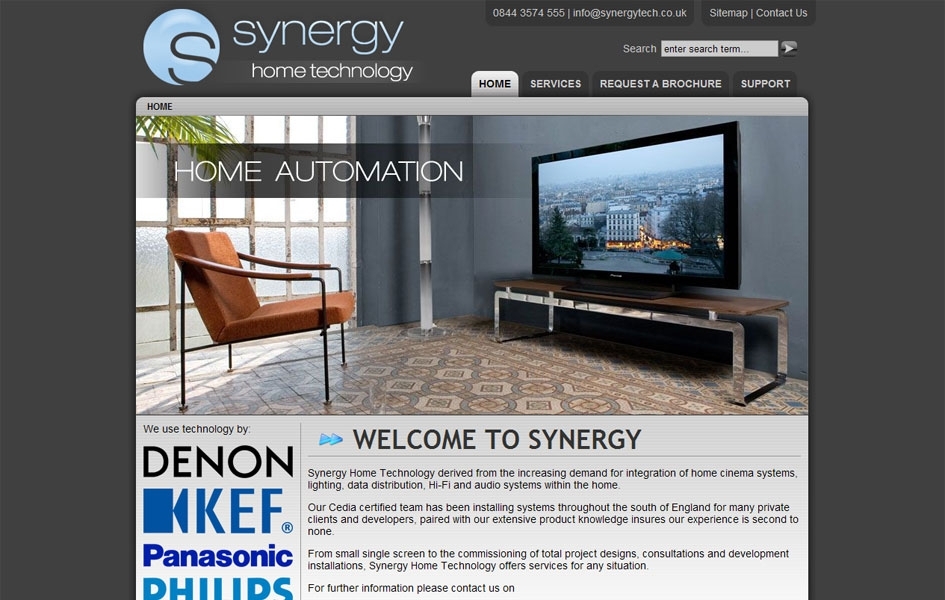 0844 3574 555 | info@synergytech.co.uk
Sitemap | Contact Us
synergy
home technology
Search enter search term...
HOME SERVICES REQUEST A BROCHURE SUPPORT
HOME
HOME AUTOMATION
We use technology by:
DENON
KEF®
Panasonic
PHILIPS
WELCOME TO SYNERGY
Synergy Home Technology derived from the increasing demand for integration of home cinema systems,
lighting, data distribution, Hi-Fi and audio systems within the home.
Our Cedia certified team has been installing systems throughout the south of England for many private
clients and developers, paired with our extensive product knowledge insures our experience is second to
none.
From small single screen to the commissioning of total project designs, consultations and development
installations, Synergy Home Technology offers services for any situation.
For further information please contact us on